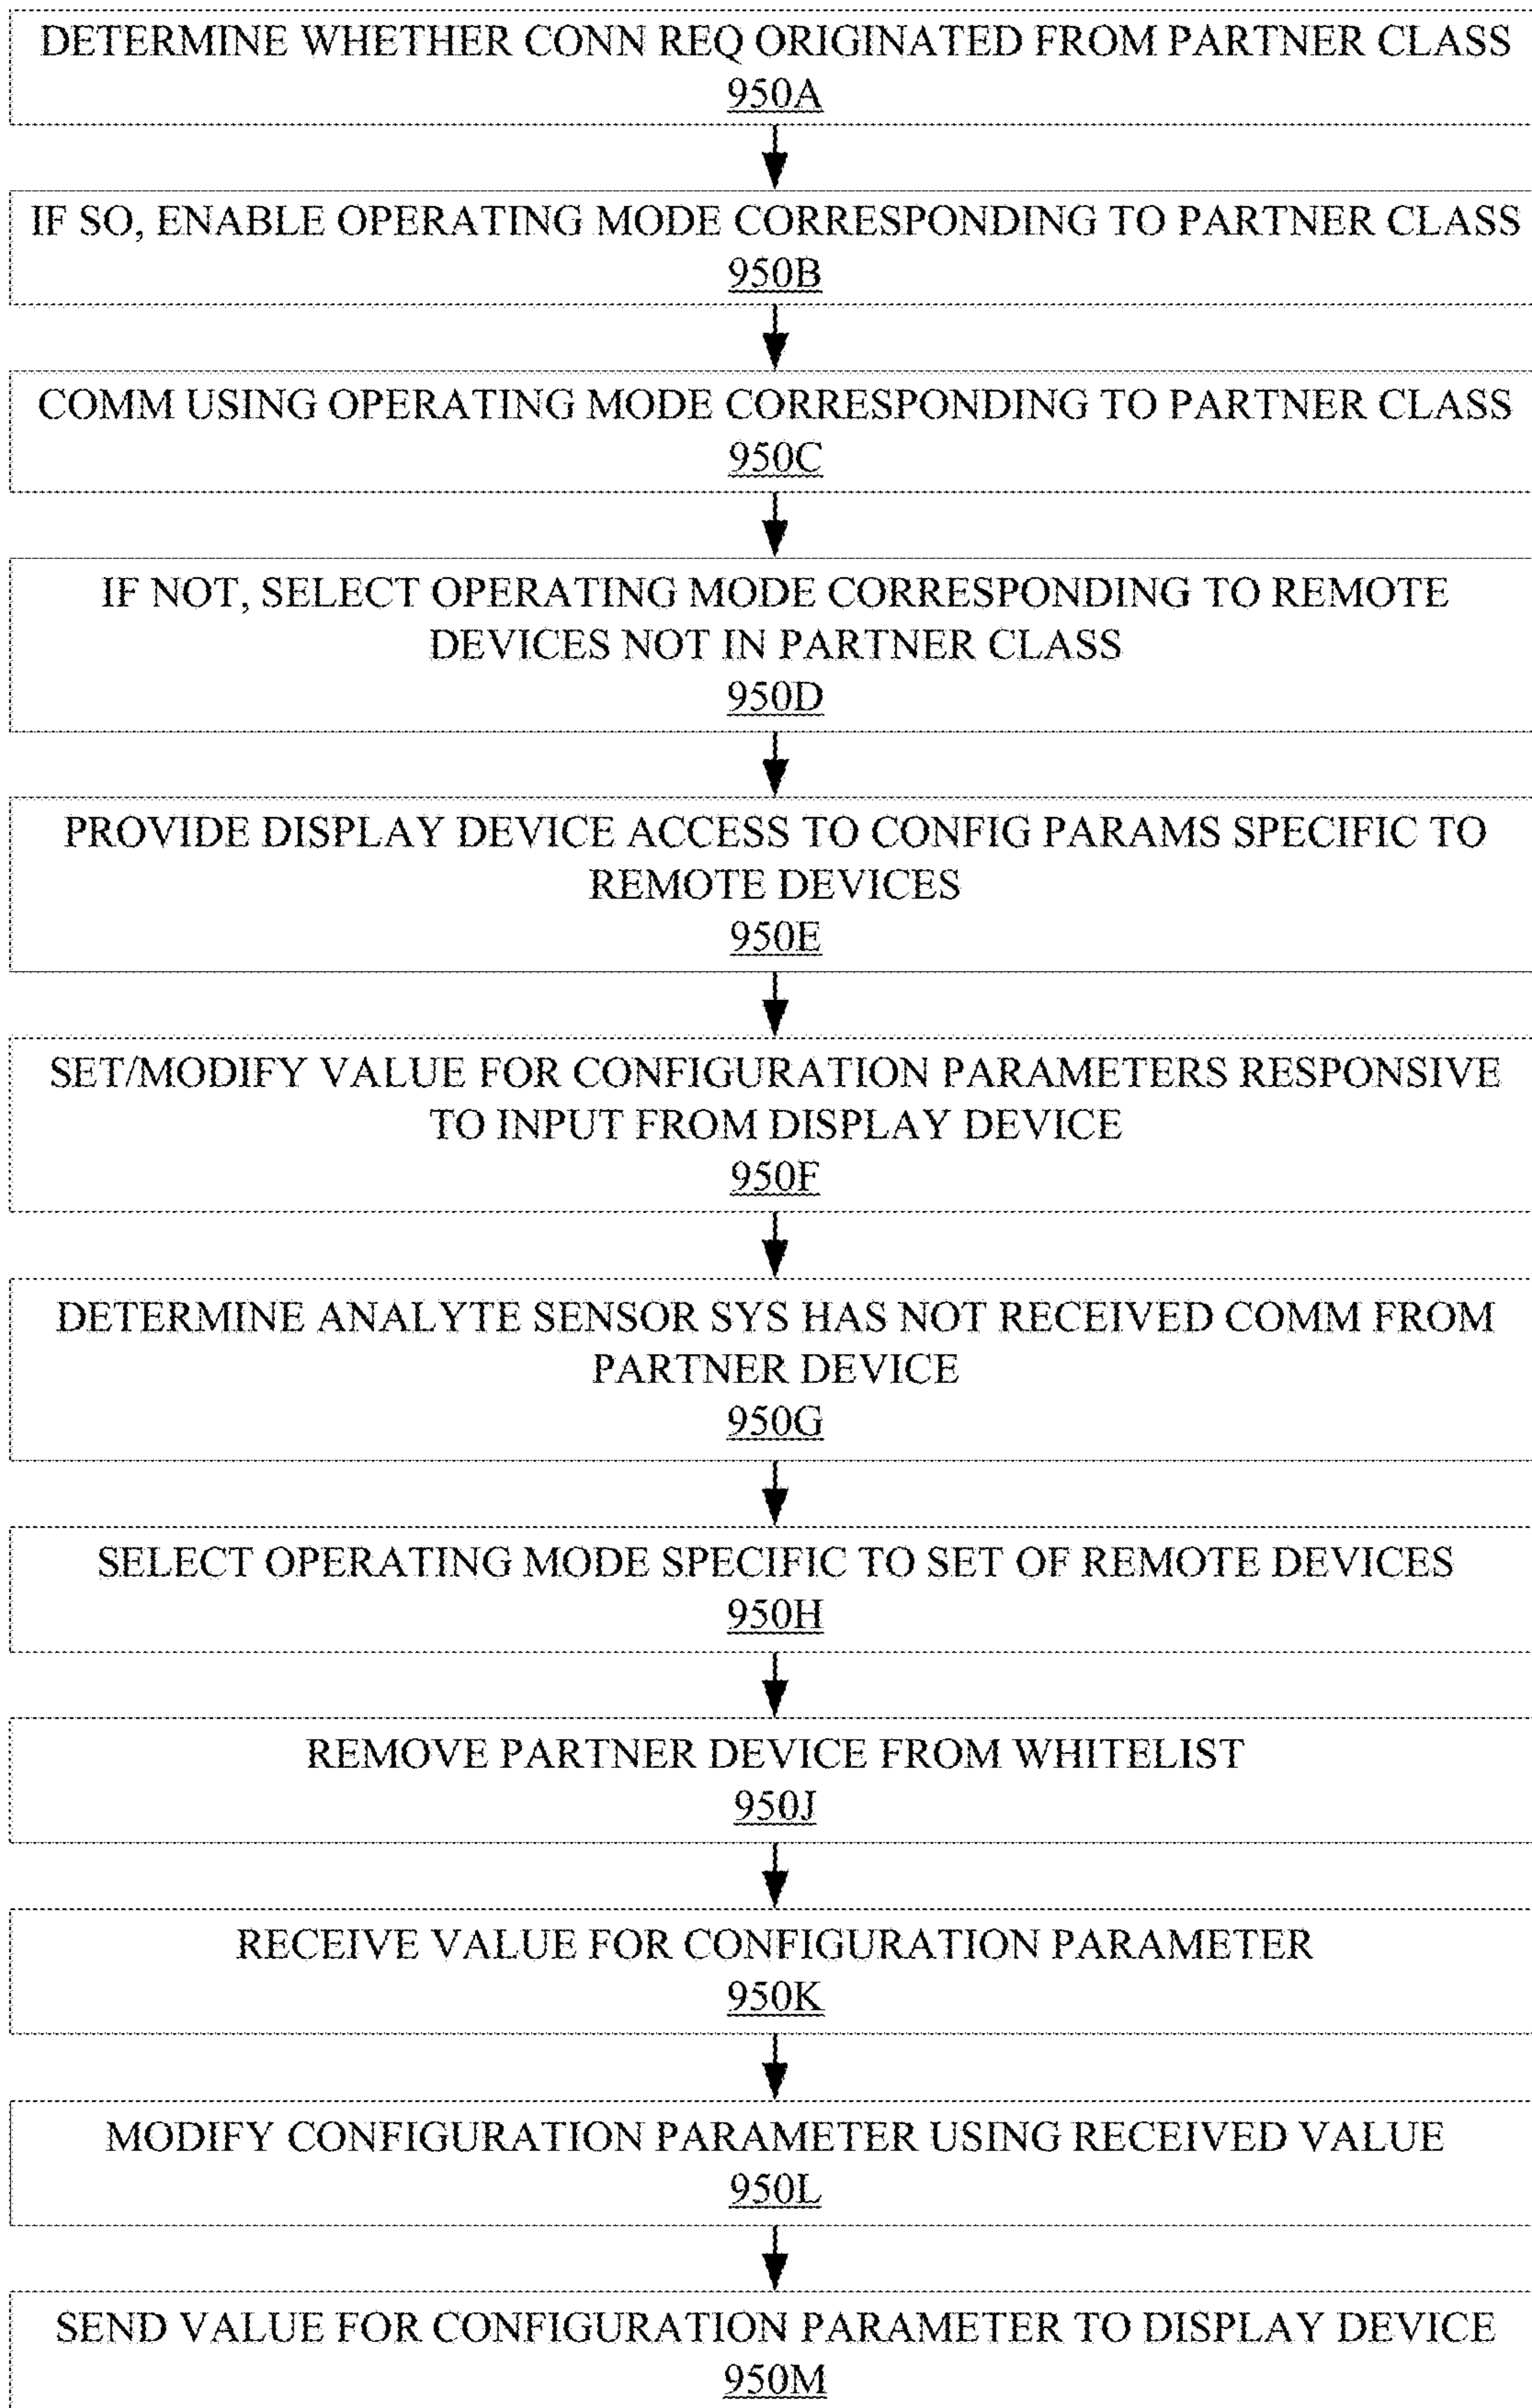 DETERMINE WHETHER CONN REQ ORIGINATED FROM PARTNER CLASS
950A
IF SO, ENABLE OPERATING MODE CORRESPONDING TO PARTNER CLASS
950B
COMM USING OPERATING MODE CORRESPONDING TO PARTNER CLASS
950C
IF NOT, SELECT OPERATING MODE CORRESPONDING TO REMOTE
DEVICES NOT IN PARTNER CLASS
950D
PROVIDE DISPLAY DEVICE ACCESS TO CONFIG PARAMS SPECIFIC TO
REMOTE DEVICES
950E
SET/MODIFY VALUE FOR CONFIGURATION PARAMETERS RESPONSIVE
TO INPUT FROM DISPLAY DEVICE
950F
DETERMINE ANALYTE SENSOR SYS HAS NOT RECEIVED COMM FROM
PARTNER DEVICE
950G
SELECT OPERATING MODE SPECIFIC TO SET OF REMOTE DEVICES
950H
REMOVE PARTNER DEVICE FROM WHITELIST
950J
RECEIVE VALUE FOR CONFIGURATION PARAMETER
950K
MODIFY CONFIGURATION PARAMETER USING RECEIVED VALUE
950L
SEND VALUE FOR CONFIGURATION PARAMETER TO DISPLAY DEVICE
950M